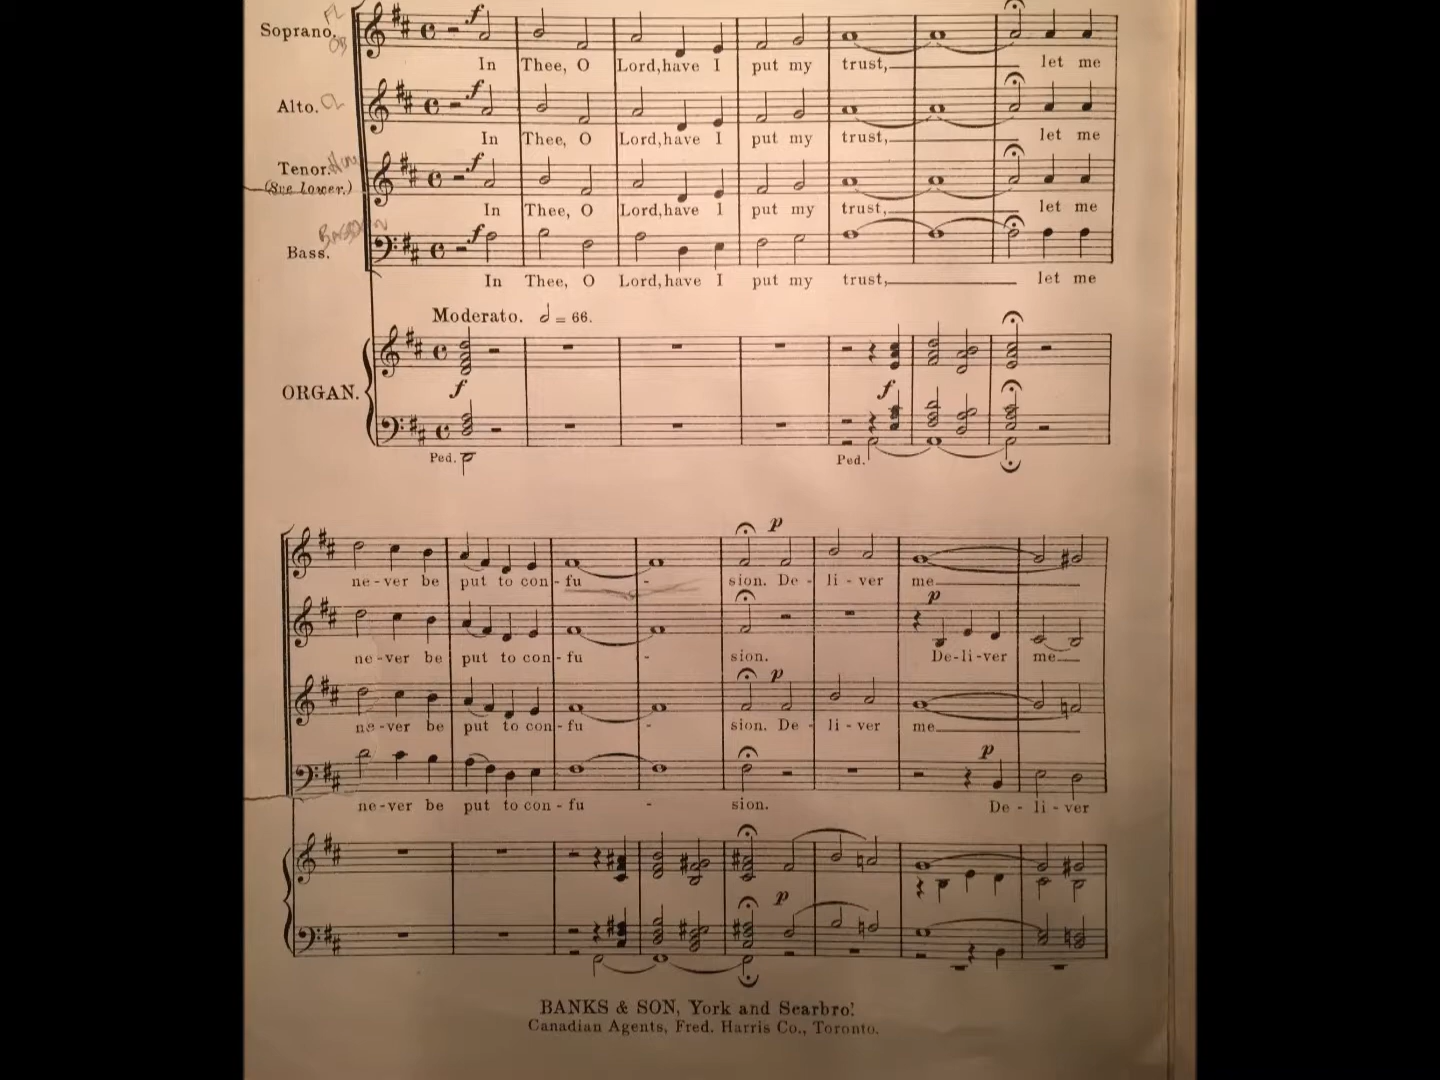 FL
Soprano. f
OB
In Thee, O Lord, have I put my trust, let me
Alto. f
In Thee, O Lord, have I put my trust, let me
Tenor. f
(8ve lower.)
In Thee, O Lord, have I put my trust, let me
Bassoon
Bass. f
In Thee, O Lord, have I put my trust, let me
Moderato. = 66.
ORGAN. f f
Ped. Ped.
p
ne - ver be put to con - fu - sion. De - li - ver me
p
ne - ver be put to con - fu - sion. De - li - ver me
p
ne - ver be put to con - fu - sion. De - li - ver me
p
ne - ver be put to con - fu - sion. De - li - ver
p
BANKS & SON, York and Scarbro'.
Canadian Agents, Fred. Harris Co., Toronto.